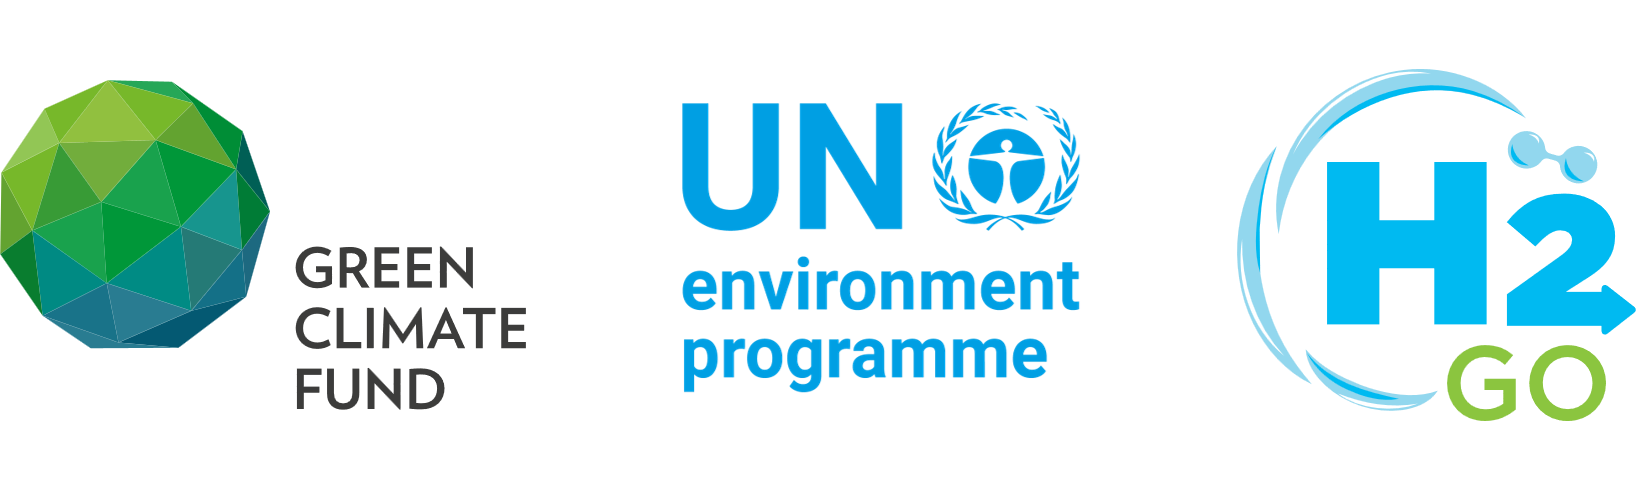 GREEN
CLIMATE
FUND
UN
environment
programme
H2
GO